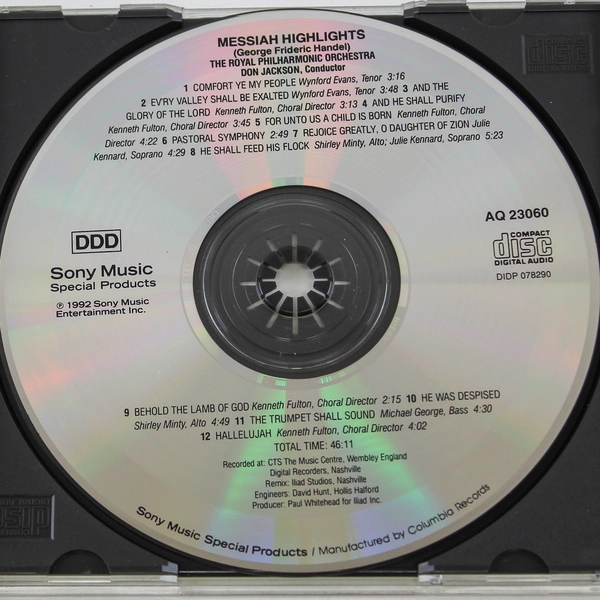 MESSIAH HIGHLIGHTS
(George Frideric Handel)
THE ROYAL PHILHARMONIC ORCHESTRA
DON JACKSON, Conductor
1 COMFORT YE MY PEOPLE Wynford Evans, Tenor 3:16
2 EVRY VALLEY SHALL BE EXALTED Wynford Evans, Tenor 3:48 3 AND THE
GLORY OF THE LORD Kenneth Fulton, Choral Director 3:13 4 AND HE SHALL PURIFY
Kenneth Fulton, Choral Director 3:45 5 FOR UNTO US A CHILD IS BORN Kenneth Fulton, Choral
Director 4:22 6 PASTORAL SYMPHONY 2:49 7 REJOICE GREATLY, O DAUGHTER OF ZION Julie
Kennard, Soprano 4:29 8 HE SHALL FEED HIS FLOCK Shirley Minty, Alto; Julie Kennard, Soprano 5:23
AQ 23060
DDD
COMPACT
disc
DIGITAL AUDIO
Sony Music
Special Products
DIDP 078290
℗ 1992 Sony Music
Entertainment Inc.
9 BEHOLD THE LAMB OF GOD Kenneth Fulton, Choral Director 2:15 10 HE WAS DESPISED
Shirley Minty, Alto 4:49 11 THE TRUMPET SHALL SOUND Michael George, Bass 4:30
12 HALLELUJAH Kenneth Fulton, Choral Director 4:02
TOTAL TIME: 46:11
Recorded at: CTS The Music Centre, Wembley England
Digital Recorders, Nashville
Remix: Iliad Studios, Nashville
Engineers: David Hunt, Hollis Halford
Producer: Paul Whitehead for Iliad Inc.
Sony Music Special Products / Manufactured by Columbia Records
disc
disc